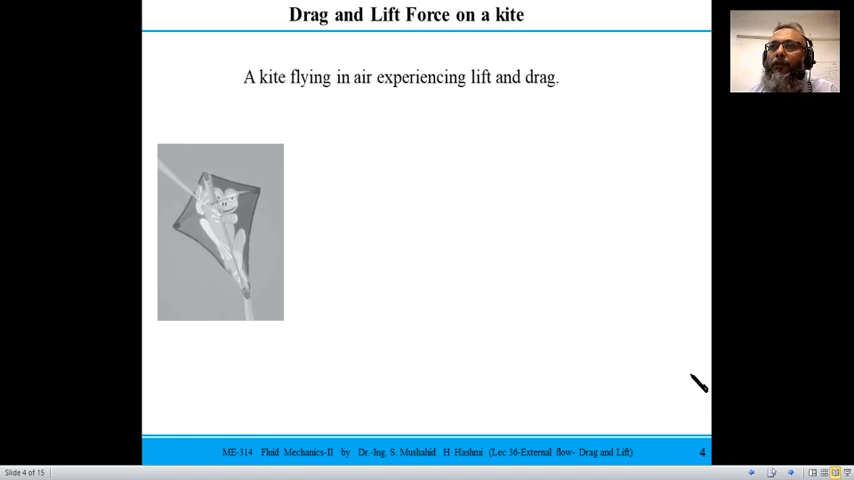 Drag and Lift Force on a kite
A kite flying in air experiencing lift and drag.
ME-314 Fluid Mechanics-II by Dr.-Ing. S. Mushahid H Hashmi (Lec 36-External flow- Drag and Lift)
4
Slide 4 of 15